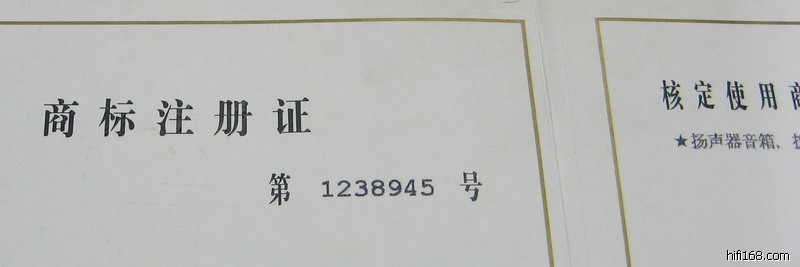 商标注册证
第 1238945 号
核定使用
★扬声器音箱,
hifi168.com